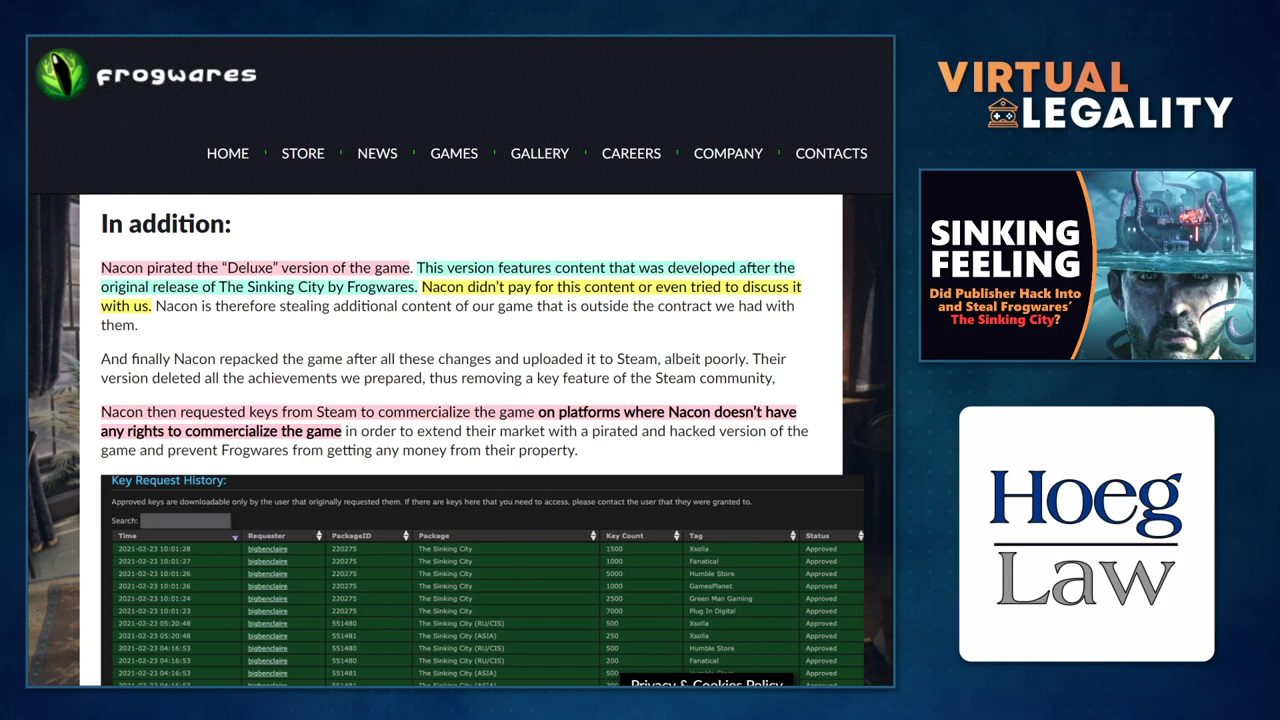 frogwares
HOME STORE NEWS GAMES GALLERY CAREERS COMPANY CONTACTS
In addition:
Nacon pirated the “Deluxe” version of the game. This version features content that was developed after the
original release of The Sinking City by Frogwares. Nacon didn’t pay for this content or even tried to discuss it
with us. Nacon is therefore stealing additional content of our game that is outside the contract we had with
them.
And finally Nacon repacked the game after all these changes and uploaded it to Steam, albeit poorly. Their
version deleted all the achievements we prepared, thus removing a key feature of the Steam community,
Nacon then requested keys from Steam to commercialize the game on platforms where Nacon doesn’t have
any rights to commercialize the game in order to extend their market with a pirated and hacked version of the
game and prevent Frogwares from getting any money from their property.
Key Request History:
Approved keys are downloadable only by the user that originally requested them. If there are keys here that you need to access, please contact the user that they were granted to.
Search:
Time Requester PackageID Package Key Count Tag Status
2021-02-23 10:01:28 bigbenclaire 220275 The Sinking City 1500 Xsolla Approved
2021-02-23 10:01:27 bigbenclaire 220275 The Sinking City 1000 Fanatical Approved
2021-02-23 10:01:26 bigbenclaire 220275 The Sinking City 5000 Humble Store Approved
2021-02-23 10:01:26 bigbenclaire 220275 The Sinking City 1000 GamesPlanet Approved
2021-02-23 10:01:24 bigbenclaire 220275 The Sinking City 2500 Green Man Gaming Approved
2021-02-23 10:01:23 bigbenclaire 220275 The Sinking City 7000 Plug In Digital Approved
2021-02-23 05:20:48 bigbenclaire 551480 The Sinking City (RU/CIS) 500 Xsolla Approved
2021-02-23 05:20:48 bigbenclaire 551481 The Sinking City (ASIA) 250 Xsolla Approved
2021-02-23 04:16:53 bigbenclaire 551480 The Sinking City (RU/CIS) 500 Humble Store Approved
2021-02-23 04:16:53 bigbenclaire 551480 The Sinking City (RU/CIS) 200 Fanatical Approved
2021-02-23 04:16:53 bigbenclaire 551481 The Sinking City (ASIA) 500 Approved
Privacy & Cookies Policy
VIRTUAL
LEGALITY
SINKING
FEELING
Did Publisher Hack Into
and Steal Frogwares’
The Sinking City?
Hoeg
Law